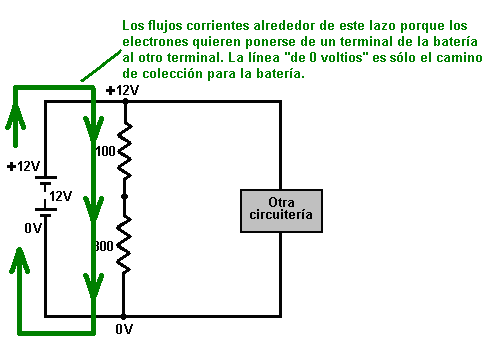 Los flujos corrientes alrededor de este lazo porque los
electrones quieren ponerse de un terminal de la batería
al otro terminal. La línea "de 0 voltios" es sólo el camino
de colección para la batería.
+12V
100
+12V
12V
Otra
circuitería
0V
300
0V